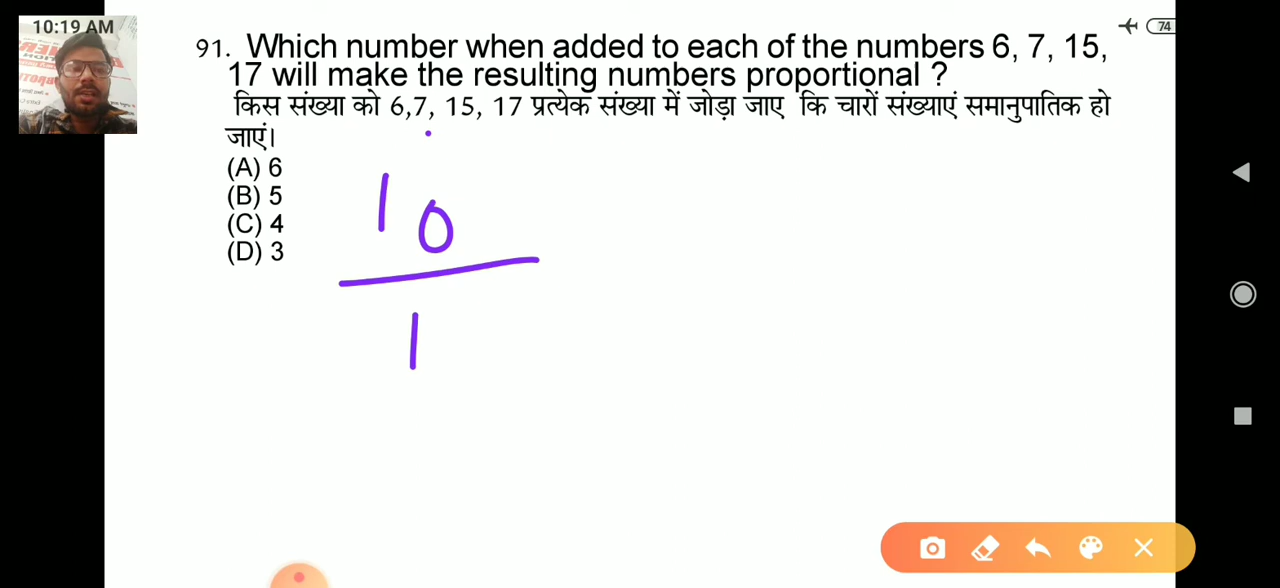 10:19 AM
74
91. Which number when added to each of the numbers 6, 7, 15,
17 will make the resulting numbers proportional ?
किस संख्या को 6,7, 15, 17 प्रत्येक संख्या में जोड़ा जाए कि चारों संख्याएं समानुपातिक हो
जाएं।
(A) 6
(B) 5
(C) 4
(D) 3
10
1